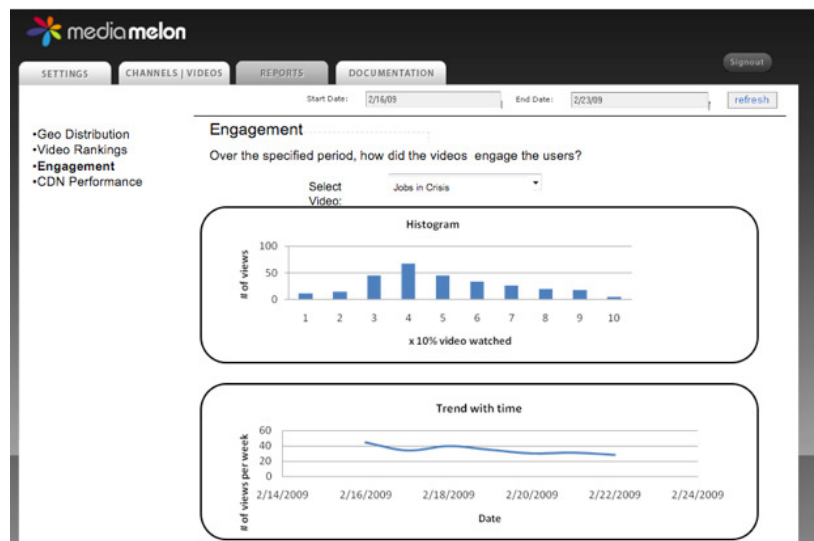 mediamelon
Signout
SETTINGS CHANNELS | VIDEOS REPORTS DOCUMENTATION
Start Date: 2/16/09 End Date: 2/23/09 refresh
•Geo Distribution
•Video Rankings
•Engagement
•CDN Performance
Engagement
Over the specified period, how did the videos engage the users?
Select Video: Jobs in Crisis
Histogram
# of views
100
50
0
1 2 3 4 5 6 7 8 9 10
x 10% video watched
Trend with time
# of views per week
60
40
20
0
2/14/2009 2/16/2009 2/18/2009 2/20/2009 2/22/2009 2/24/2009
Date